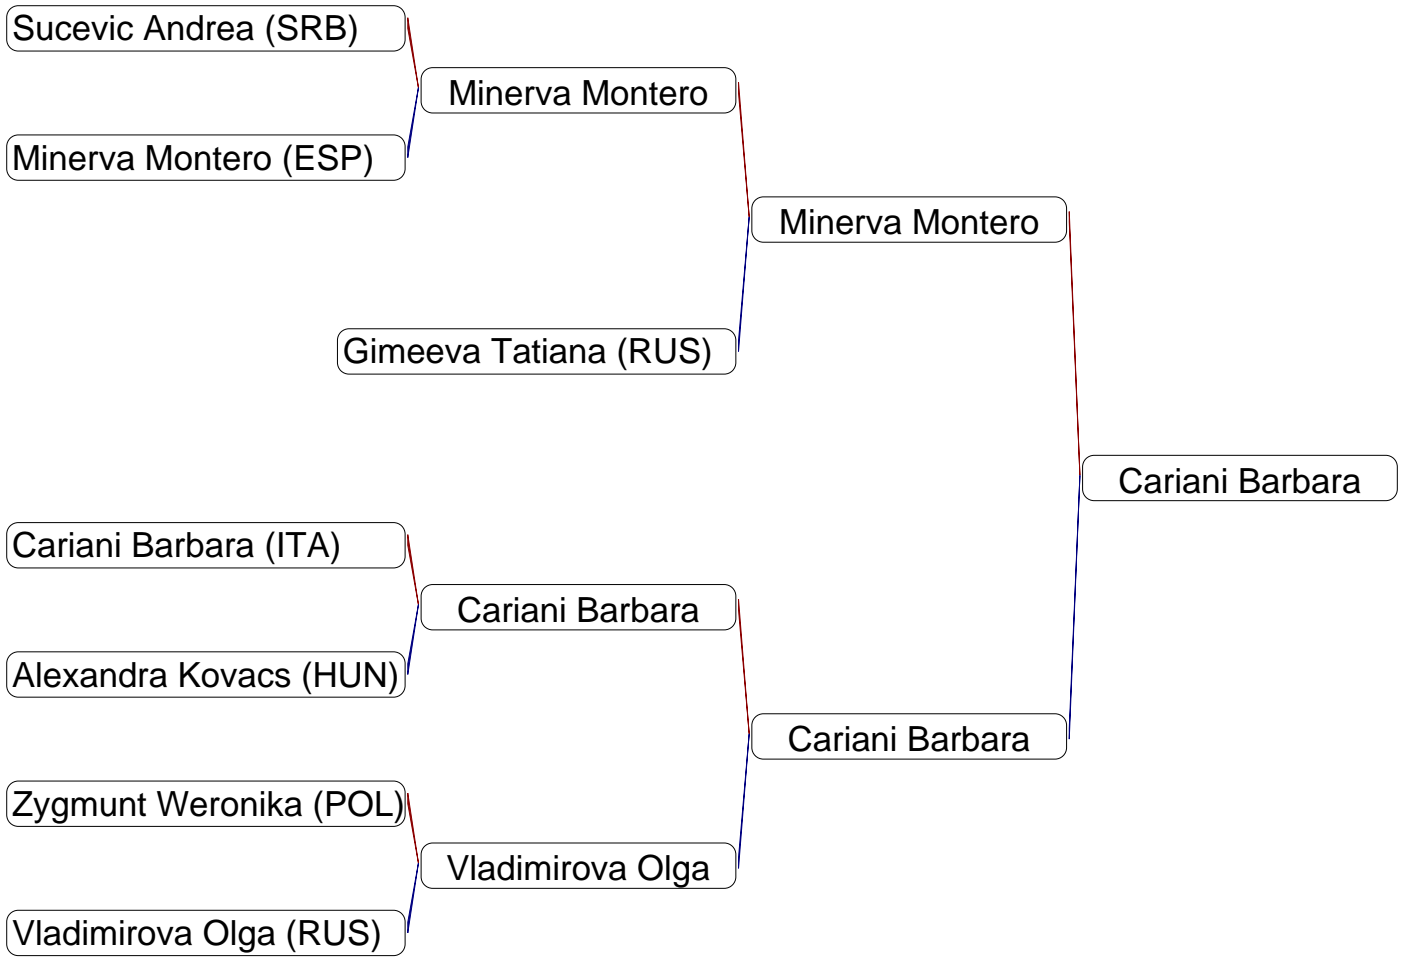 Sucevic Andrea (SRB)
Minerva Montero
Minerva Montero (ESP)
Minerva Montero
Gimeeva Tatiana (RUS)
Cariani Barbara
Cariani Barbara (ITA)
Cariani Barbara
Alexandra Kovacs (HUN)
Cariani Barbara
Zygmunt Weronika (POL)
Vladimirova Olga
Vladimirova Olga (RUS)